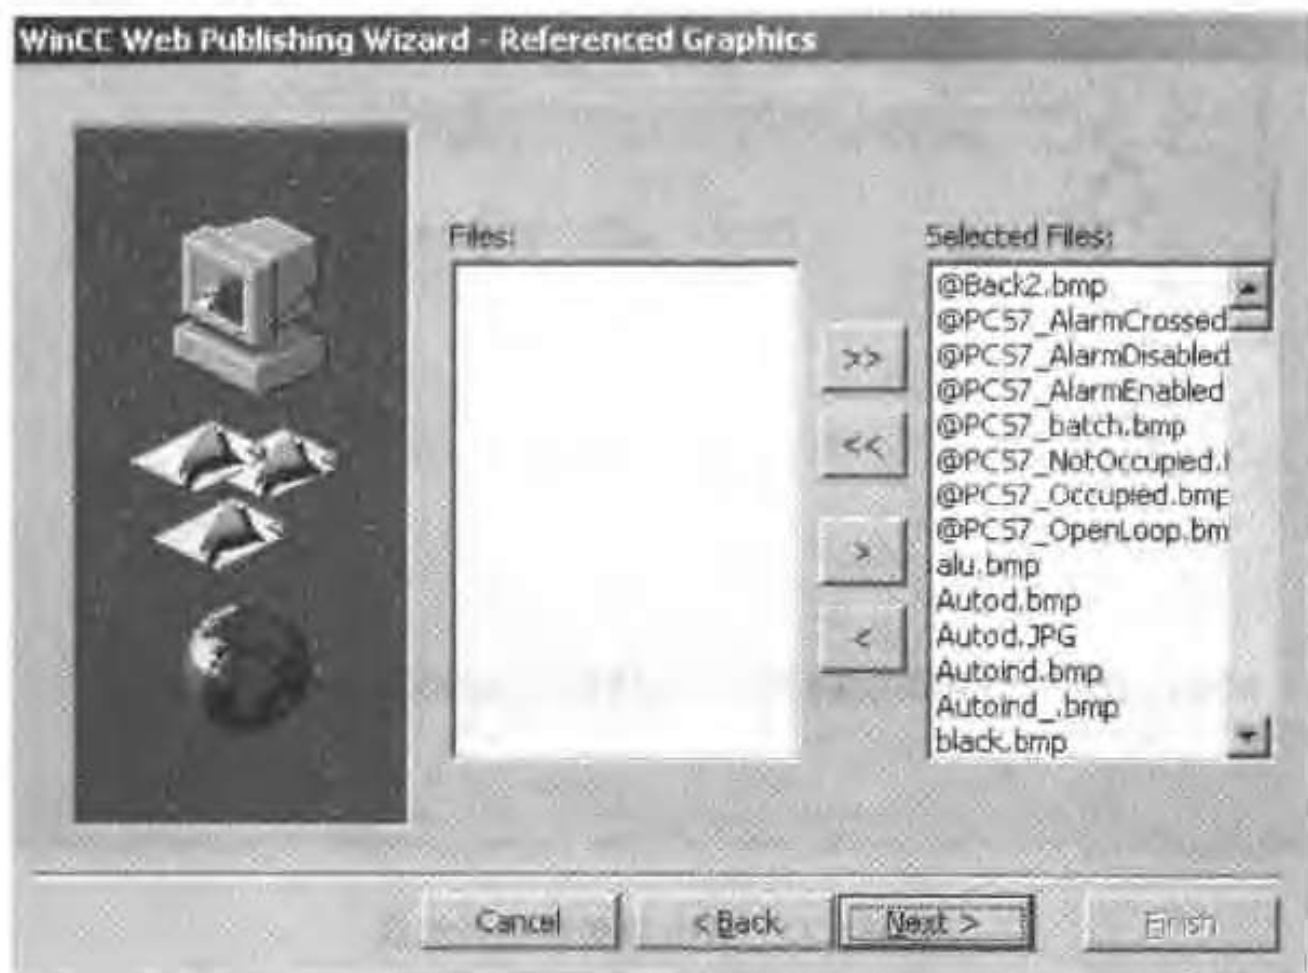 WinCC Web Publishing Wizard - Referenced Graphics
Files:
Selected Files:
@Back2.bmp
@PCS7_AlarmCrossed
@PCS7_AlarmDisabled
@PCS7_AlarmEnabled
@PCS7_batch.bmp
@PCS7_NotOccupied.
@PCS7_Occupied.bmp
@PCS7_OpenLoop.bm
alu.bmp
Autod.bmp
Autod.JPG
Autoind.bmp
Autoind_.bmp
black.bmp
>>
<<
>
<
Cancel
< Back
Next >
Finish